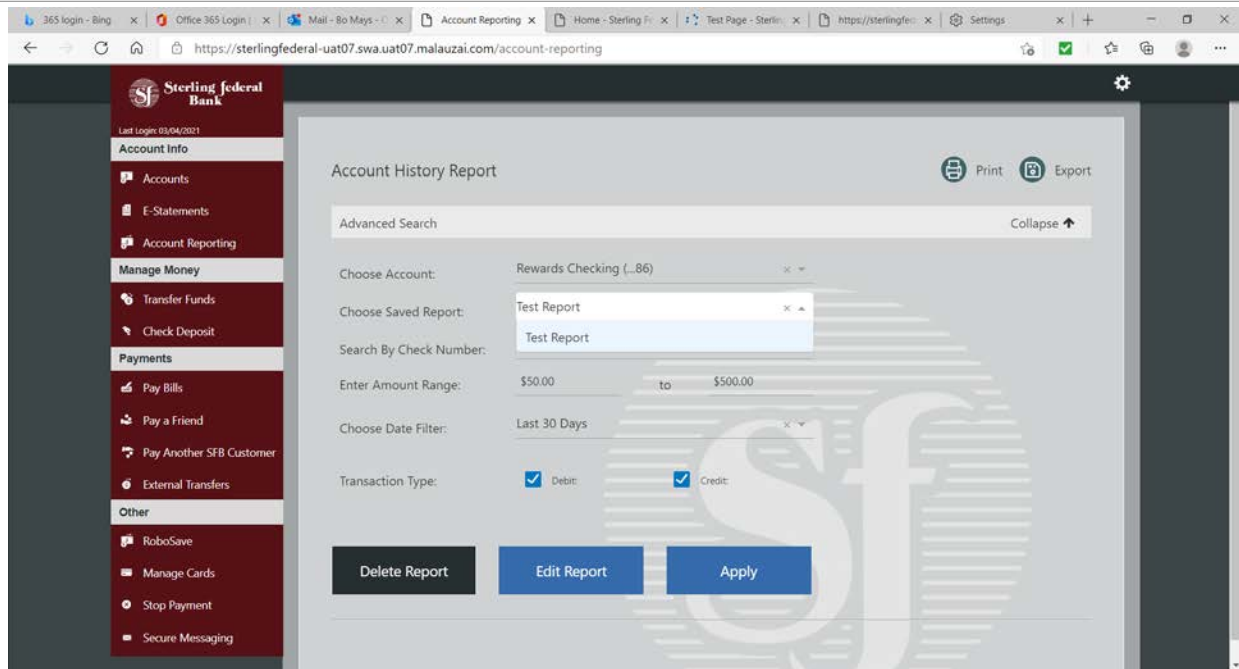 365 login - Bing
Office 365 Login |
Mail - Bo Mays -
Account Reporting
Home - Sterling
Test Page - Sterlin
https://sterlingfed
Settings
https://sterlingfederal-uat07.swa.uat07.malauzai.com/account-reporting
Sf Sterling federal
Bank
Last Login: 03/04/2021
Account Info
Accounts
E-Statements
Account Reporting
Manage Money
Transfer Funds
Check Deposit
Payments
Pay Bills
Pay a Friend
Pay Another SFB Customer
External Transfers
Other
RoboSave
Manage Cards
Stop Payment
Secure Messaging
Account History Report
Print
Export
Advanced Search
Collapse
Choose Account:
Rewards Checking (...86)
Choose Saved Report:
Test Report
Test Report
Search By Check Number:
Enter Amount Range:
$50.00 to $500.00
Choose Date Filter:
Last 30 Days
Transaction Type:
Debit:
Credit:
Delete Report
Edit Report
Apply
Sf